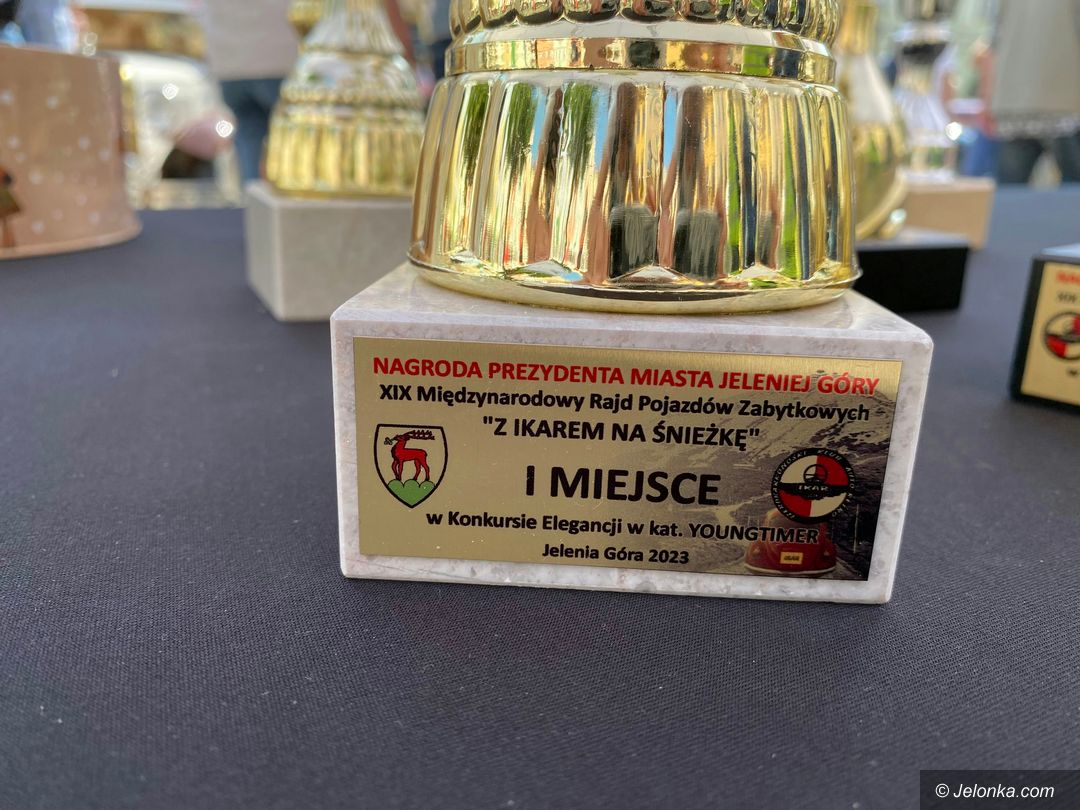 NAGRODA PREZYDENTA MIASTA JELENIEJ GÓRY
XIX Międzynarodowy Rajd Pojazdów Zabytkowych
"Z IKAREM NA ŚNIEŻKĘ"
I MIEJSCE
w Konkursie Elegancji w kat. YOUNGTIMER
Jelenia Góra 2023
IKAR
© Jelonka.com